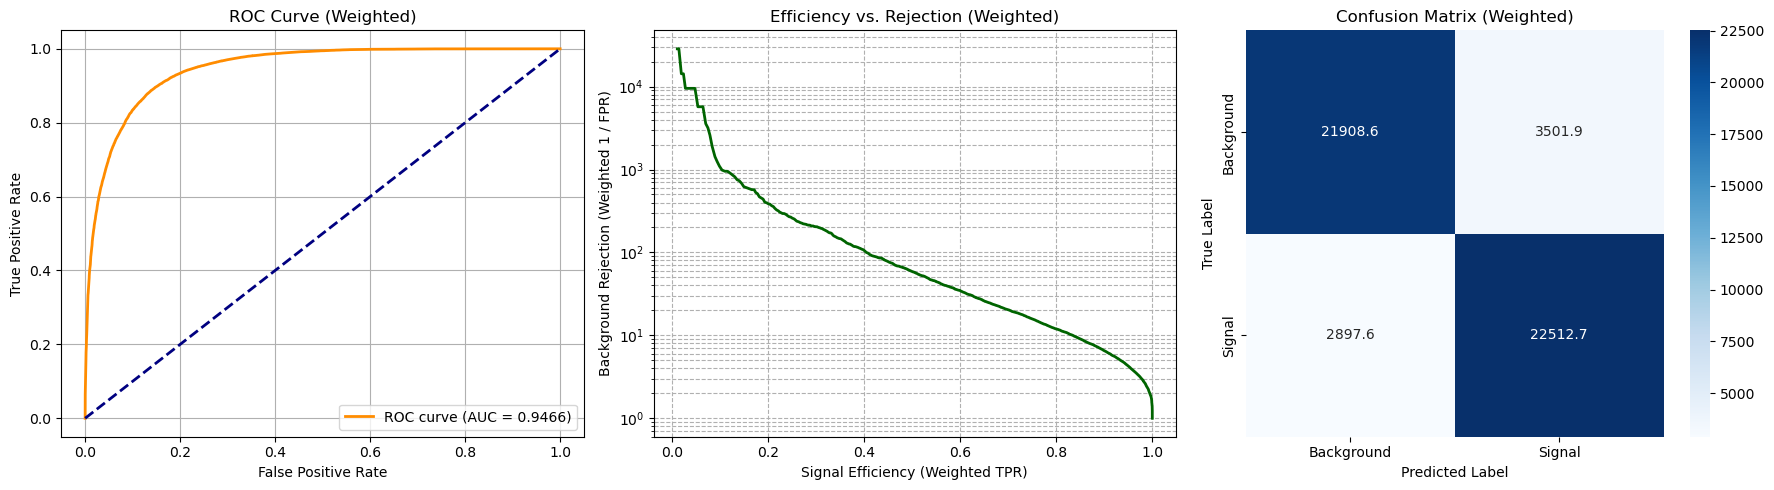 ROC Curve (Weighted)
True Positive Rate
1.0
0.8
0.6
0.4
0.2
0.0
ROC curve (AUC = 0.9466)
0.0 0.2 0.4 0.6 0.8 1.0
False Positive Rate
Efficiency vs. Rejection (Weighted)
Background Rejection (Weighted 1 / FPR)
10^4
10^3
10^2
10^1
10^0
0.0 0.2 0.4 0.6 0.8 1.0
Signal Efficiency (Weighted TPR)
Confusion Matrix (Weighted)
True Label
Background
21908.6 3501.9
Signal
2897.6 22512.7
Background Signal
Predicted Label
22500
20000
17500
15000
12500
10000
7500
5000